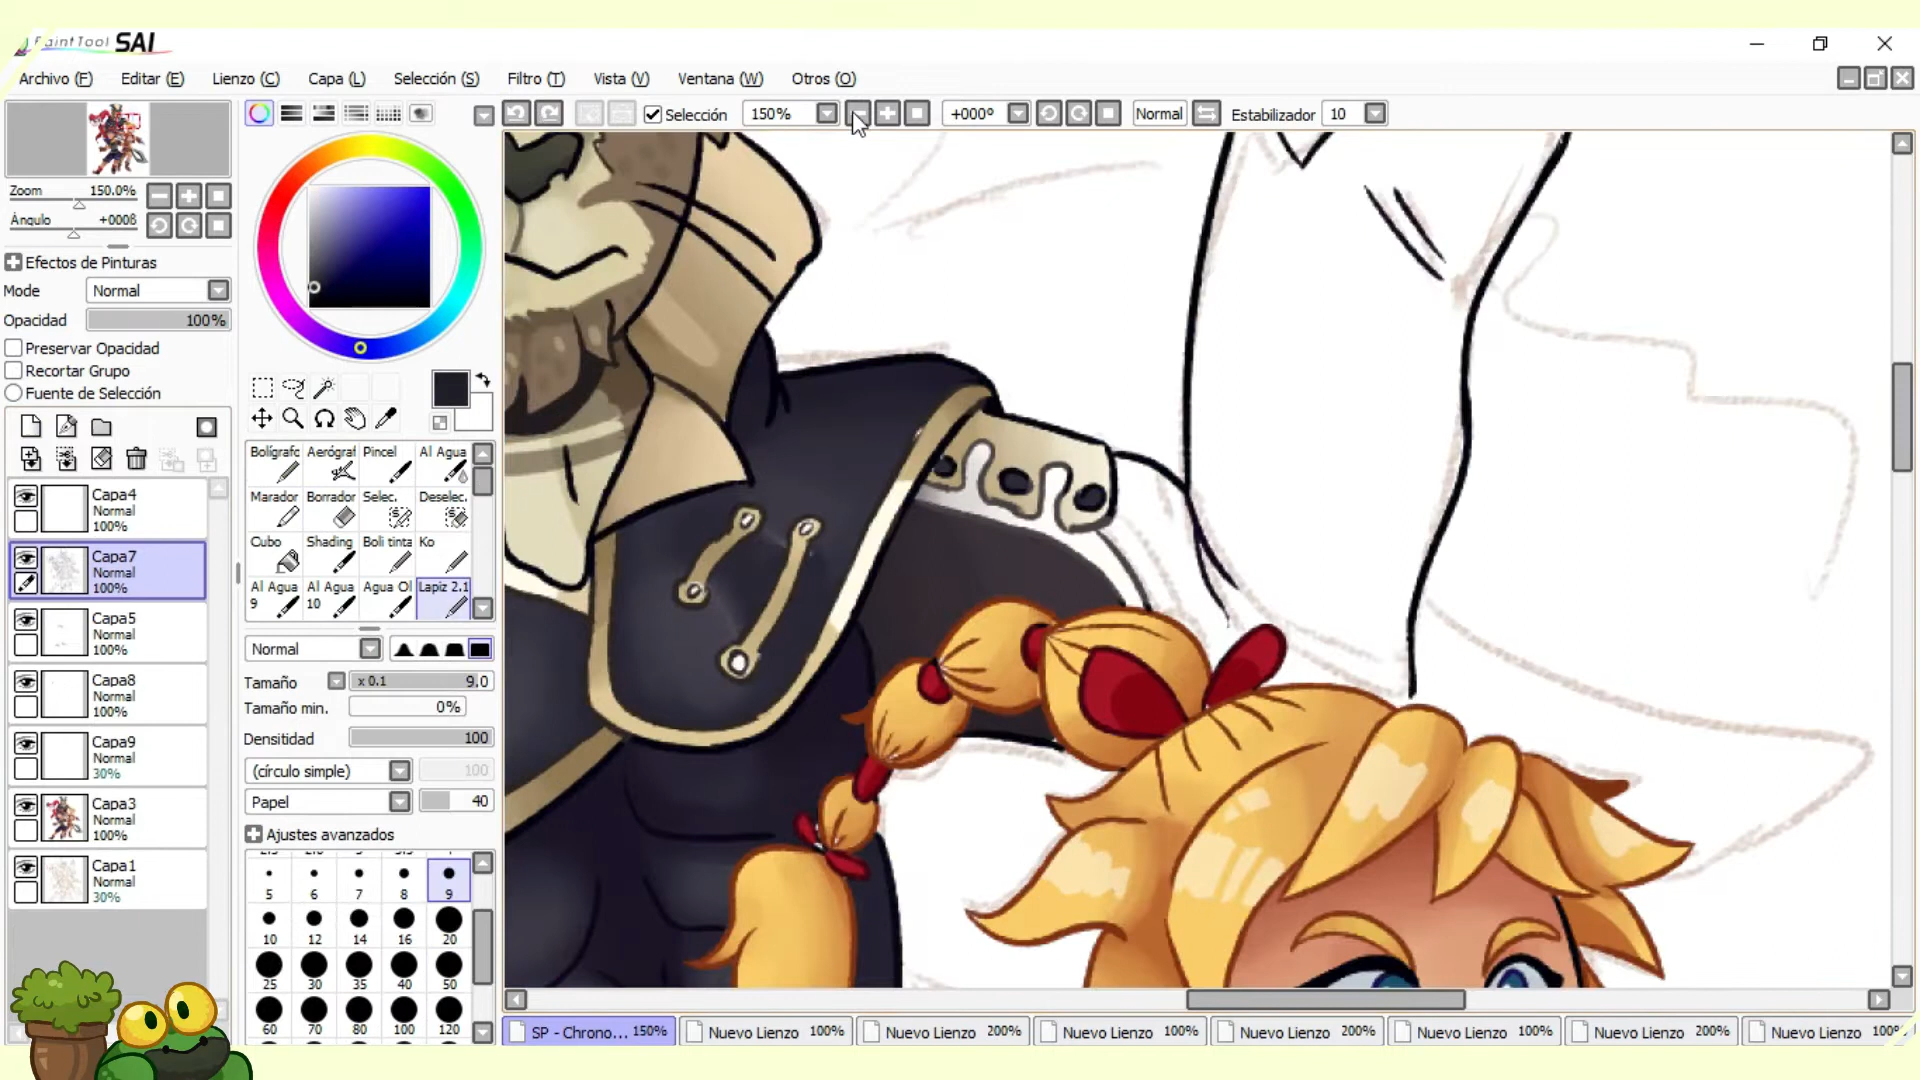 PaintTool SAI
Archivo (F) Editar (E) Lienzo (C) Capa (L) Selección (S) Filtro (T) Vista (V) Ventana (W) Otros (O)
Selección 150% +000º Normal Estabilizador 10
Zoom 150.0%
Ángulo +000ß
Efectos de Pinturas
Mode Normal
Opacidad 100%
Preservar Opacidad
Recortar Grupo
Fuente de Selección
Capa4
Normal
100%
Capa7
Normal
100%
Capa5
Normal
100%
Capa8
Normal
100%
Capa9
Normal
30%
Capa3
Normal
100%
Capa1
Normal
30%
Bolígrafo Aerógraf Pincel Al Agua
Marador Borrador Selec. Deselec.
Cubo Shading Boli tinta Ko
Al Agua 9 Al Agua 10 Agua Ol Lapiz 2.1
Normal
Tamaño x 0.1 9.0
Tamaño min. 0%
Densitidad 100
(círculo simple) 100
Papel 40
Ajustes avanzados
5 6 7 8 9
10 12 14 16 20
25 30 35 40 50
60 70 80 100 120
SP - Chrono... 150% Nuevo Lienzo 100% Nuevo Lienzo 200% Nuevo Lienzo 100% Nuevo Lienzo 200% Nuevo Lienzo 100% Nuevo Lienzo 200% Nuevo Lienzo 100%